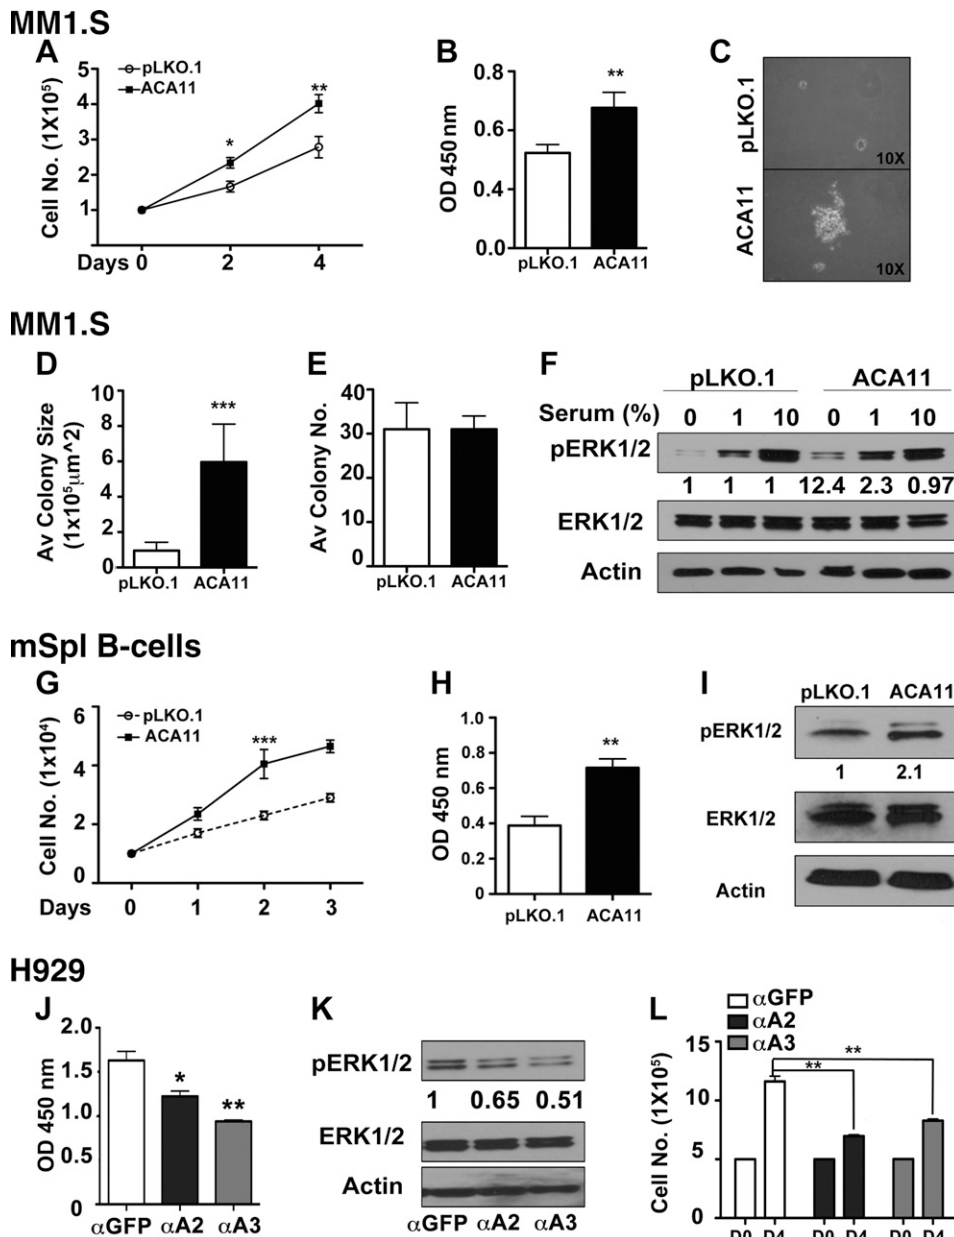 MM1.S
A
pLKO.1
ACA11
Cell No. (1X10⁵)
5
4
3
2
1
*
**
Days 0 2 4
B
OD 450 nm
0.8
0.6
0.4
0.2
0.0
**
pLKO.1 ACA11
C
pLKO.1
10X
ACA11
10X
MM1.S
D
Av Colony Size
(1x10⁵µm^2)
10
8
6
4
2
0
***
pLKO.1 ACA11
E
Av Colony No.
40
30
20
10
0
pLKO.1 ACA11
F
pLKO.1 ACA11
Serum (%) 0 1 10 0 1 10
pERK1/2
1 1 1 12.4 2.3 0.97
ERK1/2
Actin
mSpl B-cells
G
pLKO.1
ACA11
Cell No. (1x10⁴)
6
4
2
0
***
Days 0 1 2 3
H
OD 450 nm
1.0
0.8
0.6
0.4
0.2
0
**
pLKO.1 ACA11
I
pLKO.1 ACA11
pERK1/2
1 2.1
ERK1/2
Actin
H929
J
OD 450 nm
2.0
1.5
1.0
0.5
0
*
**
αGFP αA2 αA3
K
pERK1/2
1 0.65 0.51
ERK1/2
Actin
αGFP αA2 αA3
L
αGFP
αA2
αA3
Cell No. (1X10⁵)
15
10
5
0
**
**
D0 D4 D0 D4 D0 D4